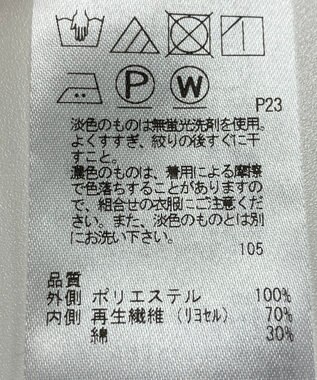 P
W
P23
淡色のものは無蛍光洗剤を使用。
よくすすぎ、絞りの後すぐに干
すこと。
濃色のものは、着用による摩擦
で色落ちすることがありますの
で、組合せの衣服にご注意くだ
さい。また、淡色のものとは別
にお洗い下さい。
105
品質
外側 ポリエステル 100%
内側 再生繊維（リヨセル） 70%
綿 30%